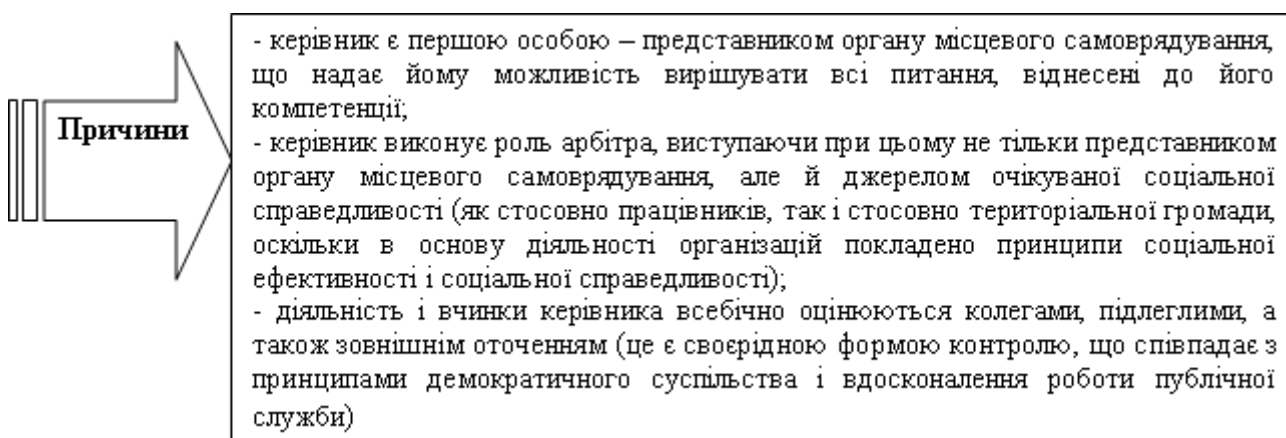 Причини
- керівник є першою особою – представником органу місцевого самоврядування,
що надає йому можливість вирішувати всі питання, віднесені до його
компетенції;
- керівник виконує роль арбітра, виступаючи при цьому не тільки представником
органу місцевого самоврядування, але й джерелом очікуваної соціальної
справедливості (як стосовно працівників, так і стосовно територіальної громади,
оскільки в основу діяльності організацій покладено принципи соціальної
ефективності і соціальної справедливості);
- діяльність і вчинки керівника всебічно оцінюються колегами, підлеглими, а
також зовнішнім оточенням (це є своєрідною формою контролю, що співпадає з
принципами демократичного суспільства і вдосконалення роботи публічної
служби)